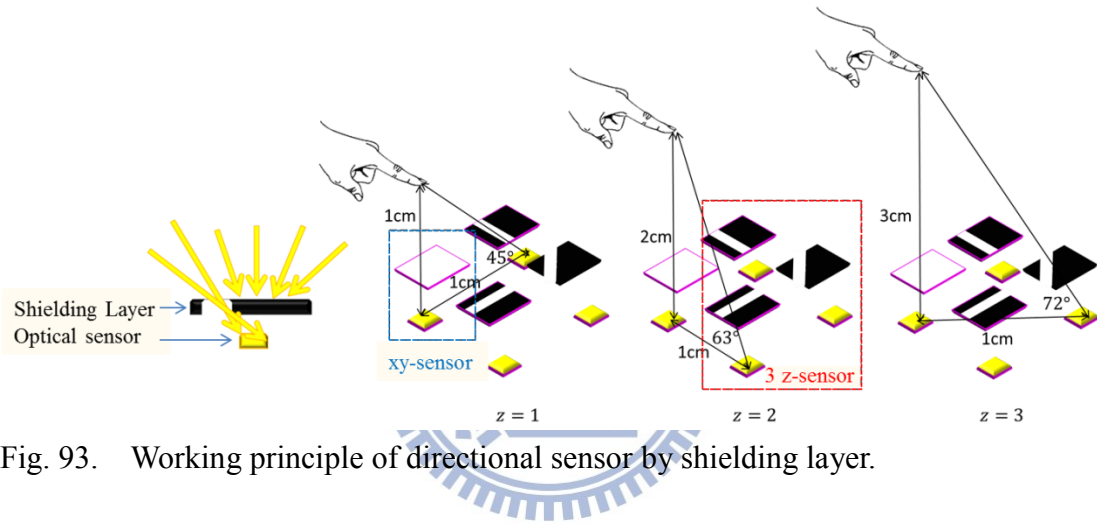 Shielding Layer
Optical sensor
1cm
45°
1cm
xy-sensor
z = 1
2cm
63°
1cm
3 z-sensor
z = 2
3cm
72°
1cm
z = 3
Fig. 93. Working principle of directional sensor by shielding layer.